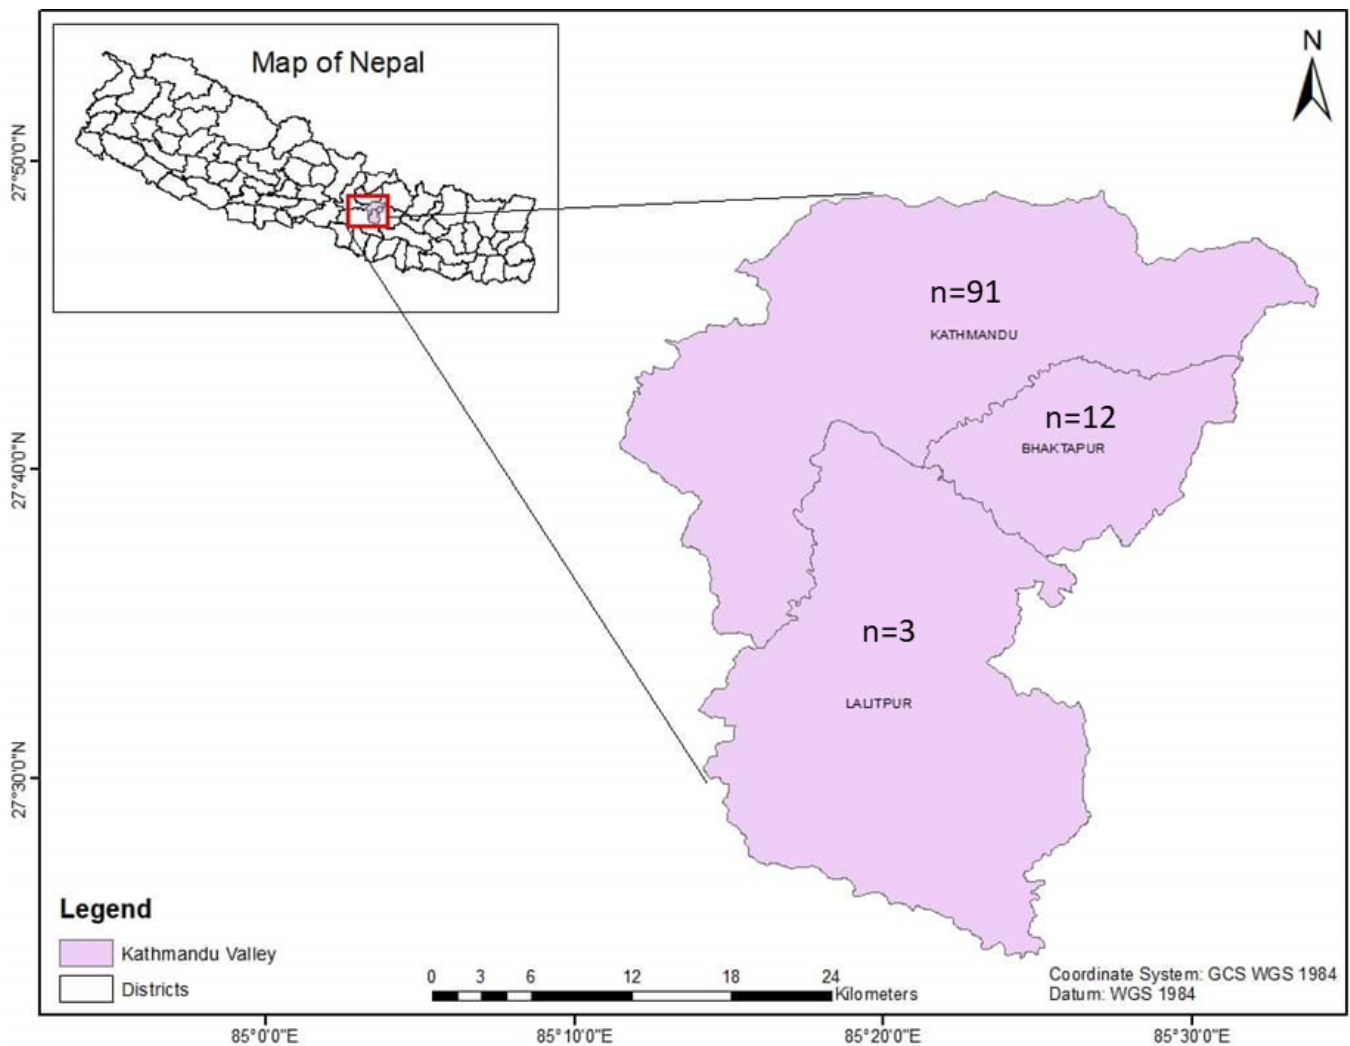 Map of Nepal
N
27°50'0"N
27°40'0"N
27°30'0"N
n=91
KATHMANDU
n=12
BHAKTAPUR
n=3
LALITPUR
Legend
Kathmandu Valley
Districts
0 3 6 12 18 24
Kilometers
Coordinate System: GCS WGS 1984
Datum: WGS 1984
85°0'0"E 85°10'0"E 85°20'0"E 85°30'0"E